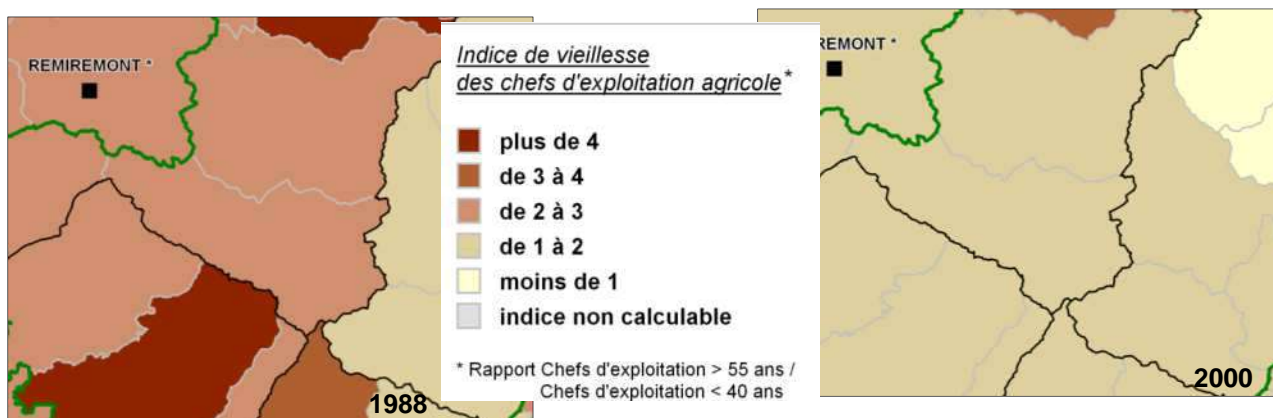 REMIREMONT *
1988
Indice de vieillesse
des chefs d'exploitation agricole*
plus de 4
de 3 à 4
de 2 à 3
de 1 à 2
moins de 1
indice non calculable
* Rapport Chefs d'exploitation > 55 ans /
Chefs d'exploitation < 40 ans
REMONT *
2000